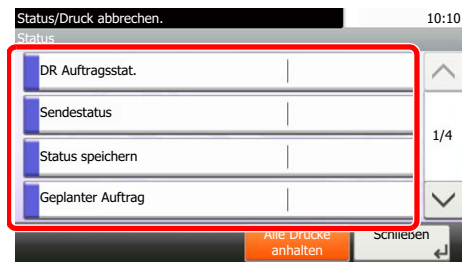 Status/Druck abbrechen.
10:10
Status
DR Auftragsstat.
Sendestatus
1/4
Status speichern
Geplanter Auftrag
Alle Drucke
anhalten
Schließen